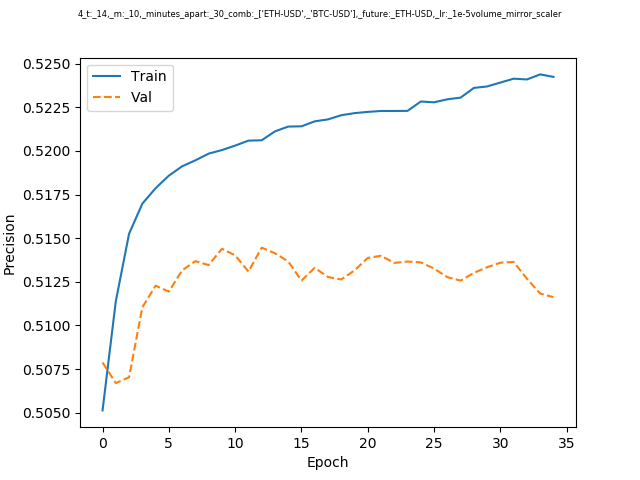 4_t:_14,_m:_10,_minutes_apart:_30_comb:_['ETH-USD',_'BTC-USD'],_future:_ETH-USD,_lr:_1e-5volume_mirror_scaler
Train
Val
Precision
0.5250
0.5225
0.5200
0.5175
0.5150
0.5125
0.5100
0.5075
0.5050
0 5 10 15 20 25 30 35
Epoch